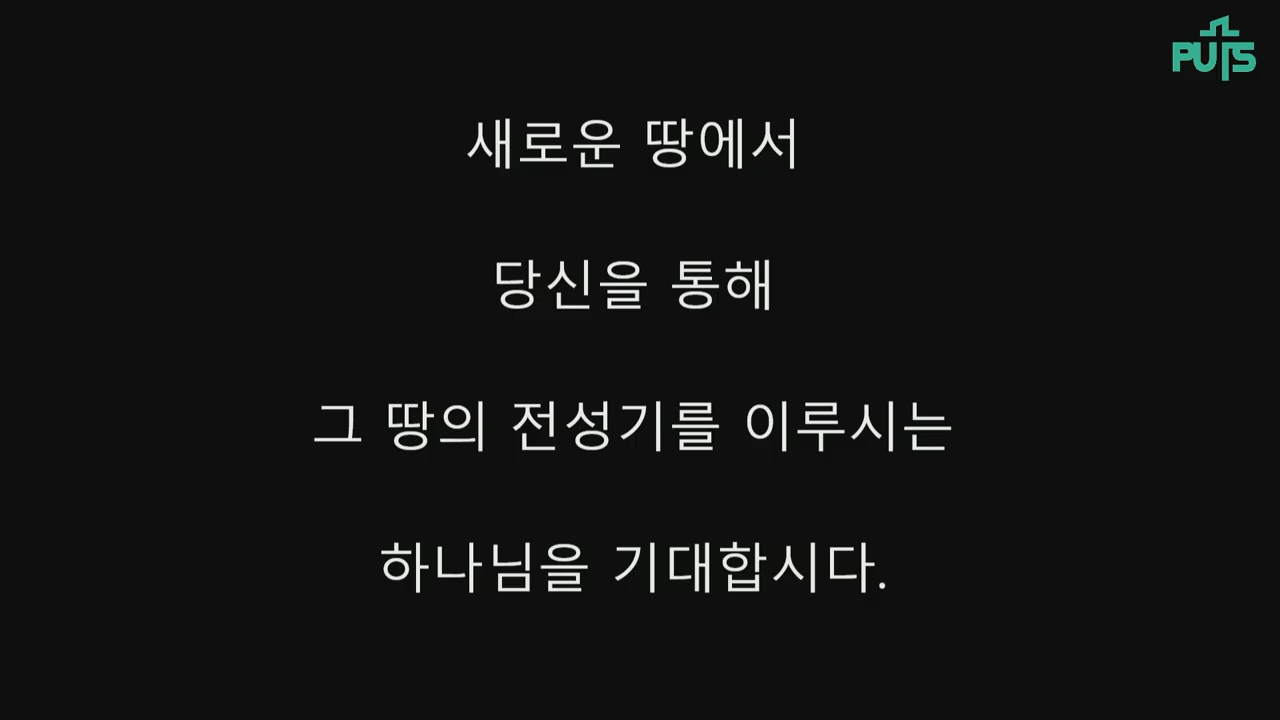 PUTS
새로운 땅에서
당신을 통해
그 땅의 전성기를 이루시는
하나님을 기대합시다.